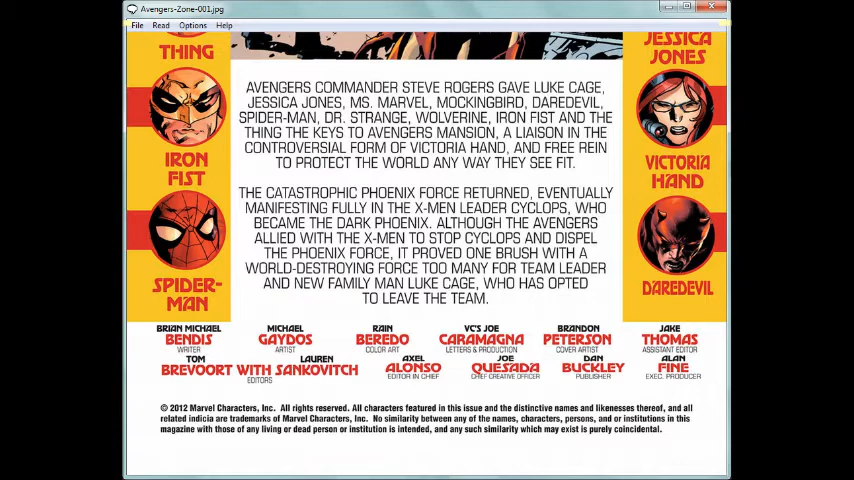 Avengers-Zone-001.jpg
File Read Options Help
THING
JESSICA
JONES
AVENGERS COMMANDER STEVE ROGERS GAVE LUKE CAGE,
JESSICA JONES, MS. MARVEL, MOCKINGBIRD, DAREDEVIL,
SPIDER-MAN, DR. STRANGE, WOLVERINE, IRON FIST AND THE
THING THE KEYS TO AVENGERS MANSION, A LIAISON IN THE
CONTROVERSIAL FORM OF VICTORIA HAND, AND FREE REIN
TO PROTECT THE WORLD ANY WAY THEY SEE FIT.
IRON
FIST
VICTORIA
HAND
THE CATASTROPHIC PHOENIX FORCE RETURNED, EVENTUALLY
MANIFESTING FULLY IN THE X-MEN LEADER CYCLOPS, WHO
BECAME THE DARK PHOENIX. ALTHOUGH THE AVENGERS
ALLIED WITH THE X-MEN TO STOP CYCLOPS AND DISPEL
THE PHOENIX FORCE, IT PROVED ONE BRUSH WITH A
WORLD-DESTROYING FORCE TOO MANY FOR TEAM LEADER
AND NEW FAMILY MAN LUKE CAGE, WHO HAS OPTED
TO LEAVE THE TEAM.
SPIDER-
MAN
DAREDEVIL
BRIAN MICHAEL
BENDIS
WRITER
MICHAEL
GAYDOS
ARTIST
RAIN
BEREDO
COLOR ART
VC'S JOE
CARAMAGNA
LETTERS & PRODUCTION
BRANDON
PETERSON
COVER ARTIST
JAKE
THOMAS
ASSISTANT EDITOR
TOM LAUREN
BREVOORT WITH SANKOVITCH
EDITORS
AXEL
ALONSO
EDITOR IN CHIEF
JOE
QUESADA
CHIEF CREATIVE OFFICER
DAN
BUCKLEY
PUBLISHER
ALAN
FINE
EXEC. PRODUCER
© 2012 Marvel Characters, Inc. All rights reserved. All characters featured in this issue and the distinctive names and likenesses thereof, and all
related indicia are trademarks of Marvel Characters, Inc. No similarity between any of the names, characters, persons, and/or institutions in this
magazine with those of any living or dead person or institution is intended, and any such similarity which may exist is purely coincidental.